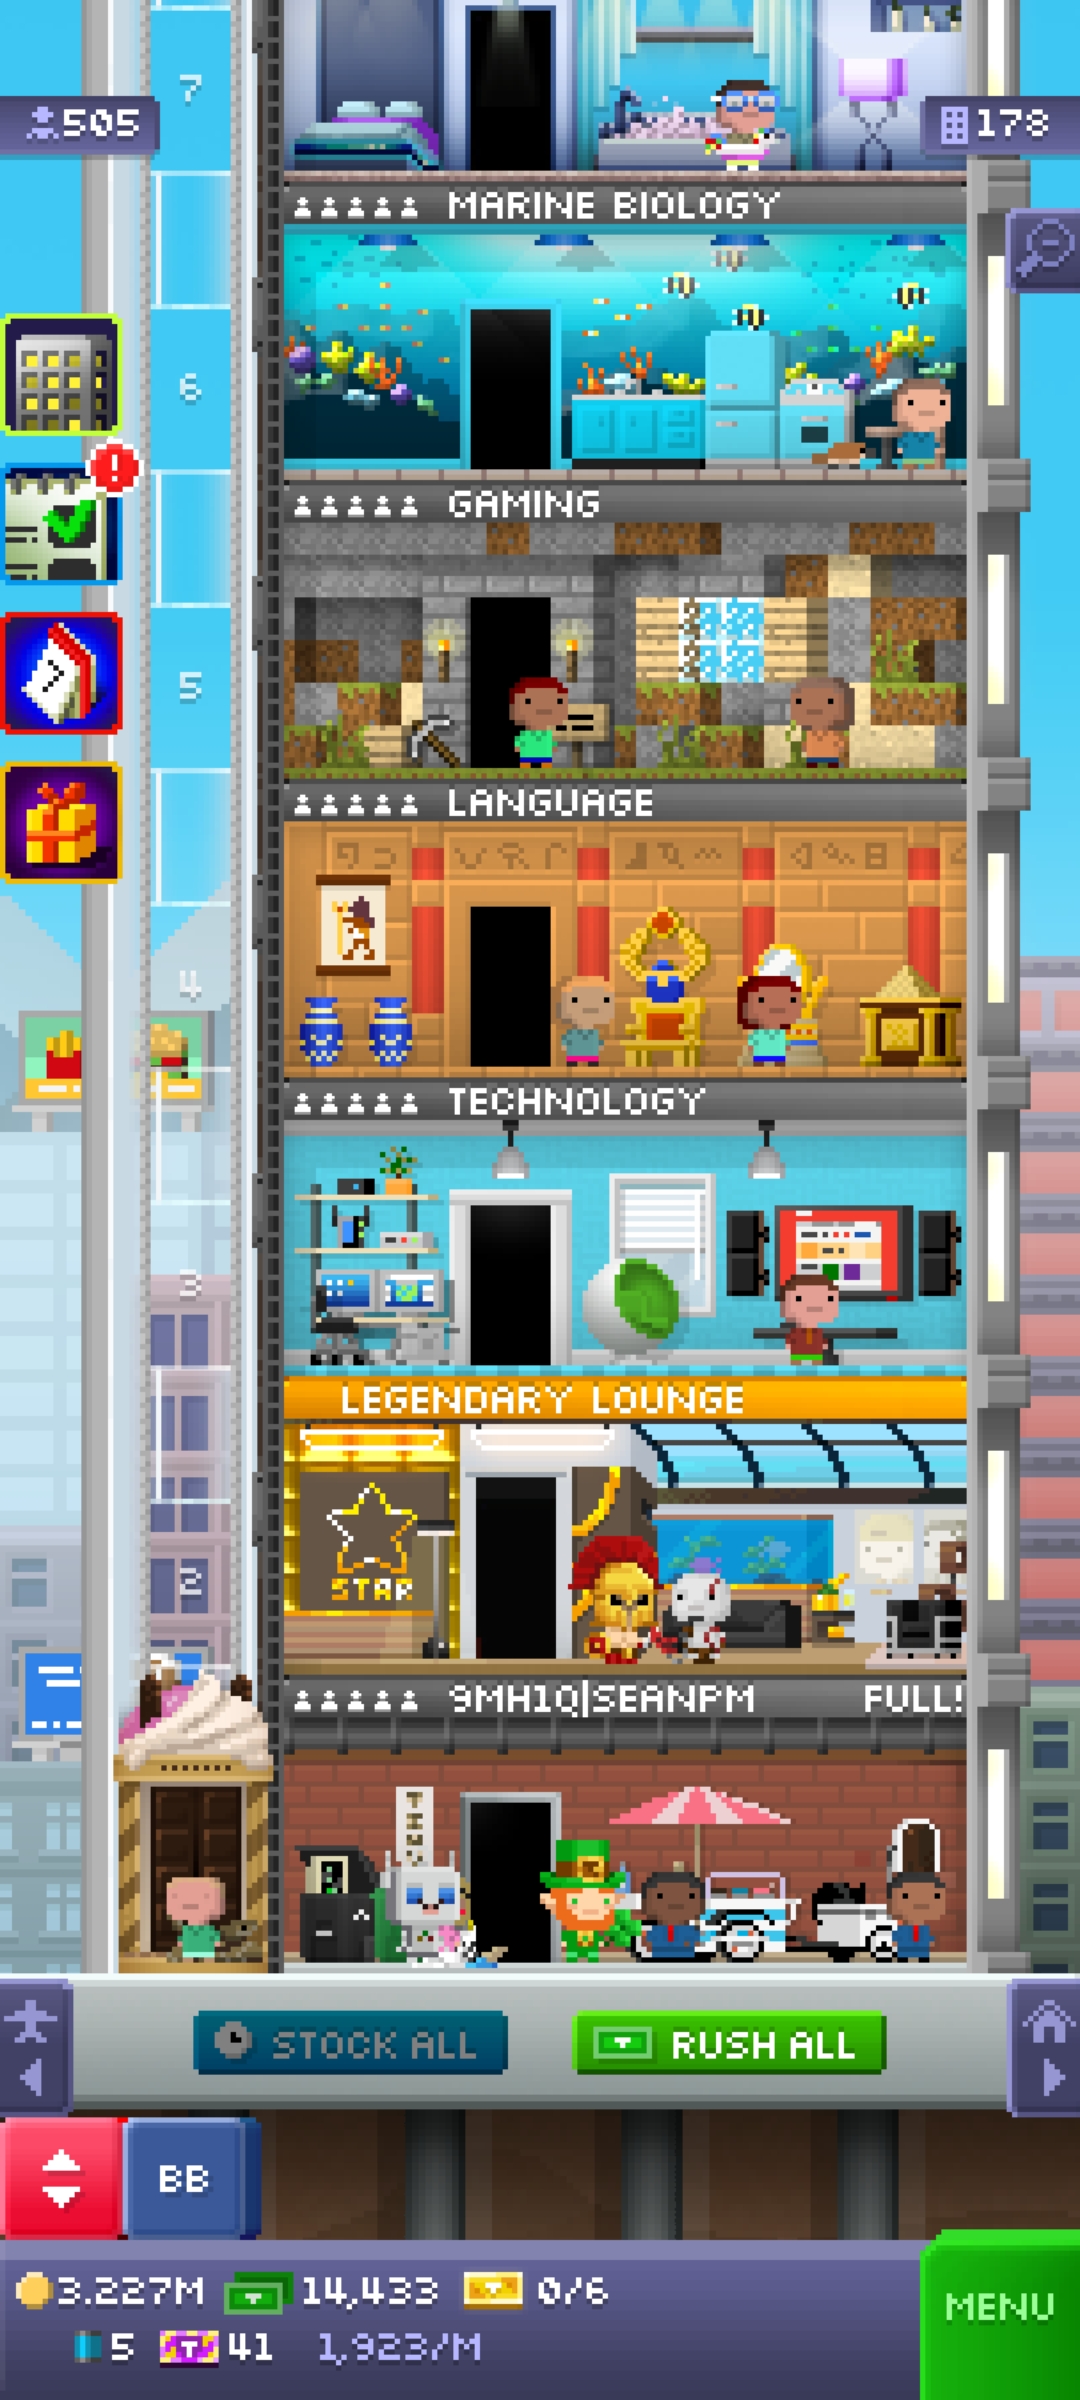 7
505
178
MARINE BIOLOGY
6
GAMING
5
LANGUAGE
4
TECHNOLOGY
3
LEGENDARY LOUNGE
STAR
2
9MH1Q|SEANPM FULL!
STOCK ALL
RUSH ALL
BB
3.227M 14,433 0/6
5 41 1,923/M
MENU